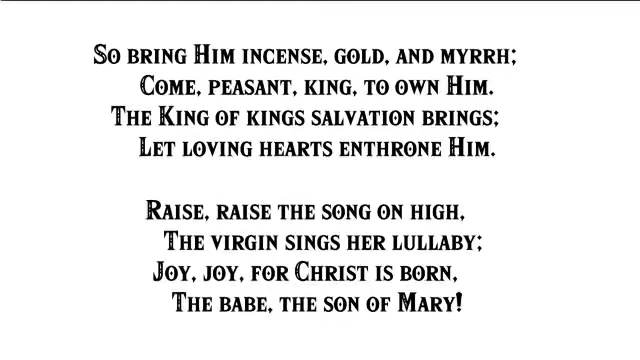 So bring Him incense, gold, and myrrh;
Come, peasant, king, to own Him.
The King of kings salvation brings;
Let loving hearts enthrone Him.
Raise, raise the song on high,
The virgin sings her lullaby;
Joy, joy, for Christ is born,
The babe, the son of Mary!